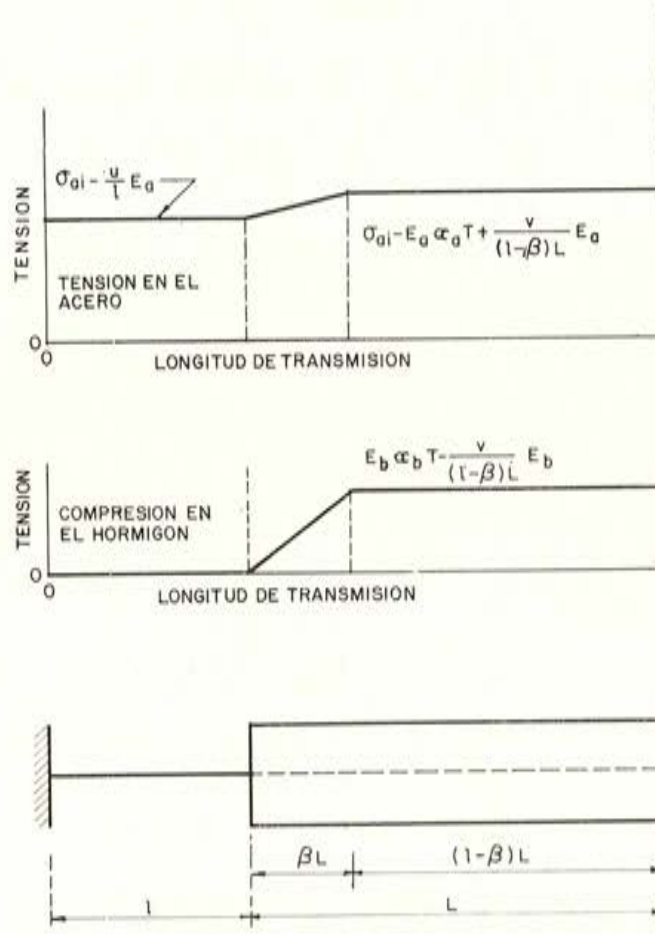 TENSION
σai - u/l Ea
σai - Ea αa T + v/((1-β)L) Ea
TENSION EN EL
ACERO
0
0
LONGITUD DE TRANSMISION
TENSION
Eb αb T - v/((1-β)L) Eb
COMPRESION EN
EL HORMIGON
0
0
LONGITUD DE TRANSMISION
βL
(1-β)L
l
L